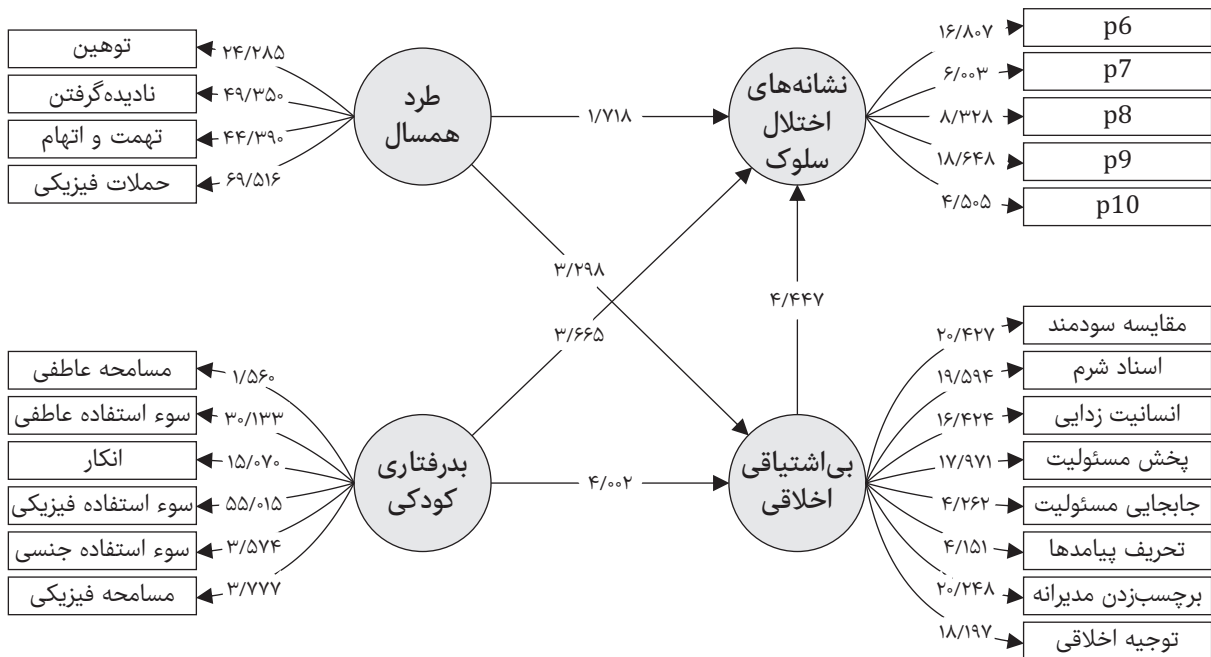 توهین
۲۴/۲۸۵
نادیده‌گرفتن
۴۹/۳۵۰
تهمت و اتهام
۴۴/۳۹۰
حملات فیزیکی
۶۹/۵۱۶
طرد
همسال
۱/۷۱۸
نشانه‌های
اختلال
سلوک
۱۶/۸۰۷
p6
۶/۰۰۳
p7
۸/۳۲۸
p8
۱۸/۶۴۸
p9
۴/۵۰۵
p10
۳/۲۹۸
۳/۶۶۵
۴/۴۴۷
مسامحه عاطفی
۱/۵۶۰
سوء استفاده عاطفی
۳۰/۱۳۳
انکار
۱۵/۰۷۰
سوء استفاده فیزیکی
۵۵/۰۱۵
سوء استفاده جنسی
۳/۵۷۴
مسامحه فیزیکی
۳/۷۷۷
بدرفتاری
کودکی
۴/۰۰۲
بی‌اشتیاقی
اخلاقی
۲۰/۴۲۷
مقایسه سودمند
۱۹/۵۹۴
اسناد شرم
۱۶/۴۲۴
انسانیت زدایی
۱۷/۹۷۱
پخش مسئولیت
۴/۲۶۲
جابجایی مسئولیت
۴/۱۵۱
تحریف پیامدها
۲۰/۲۴۸
برچسب‌زدن مدیرانه
۱۸/۱۹۷
توجیه اخلاقی